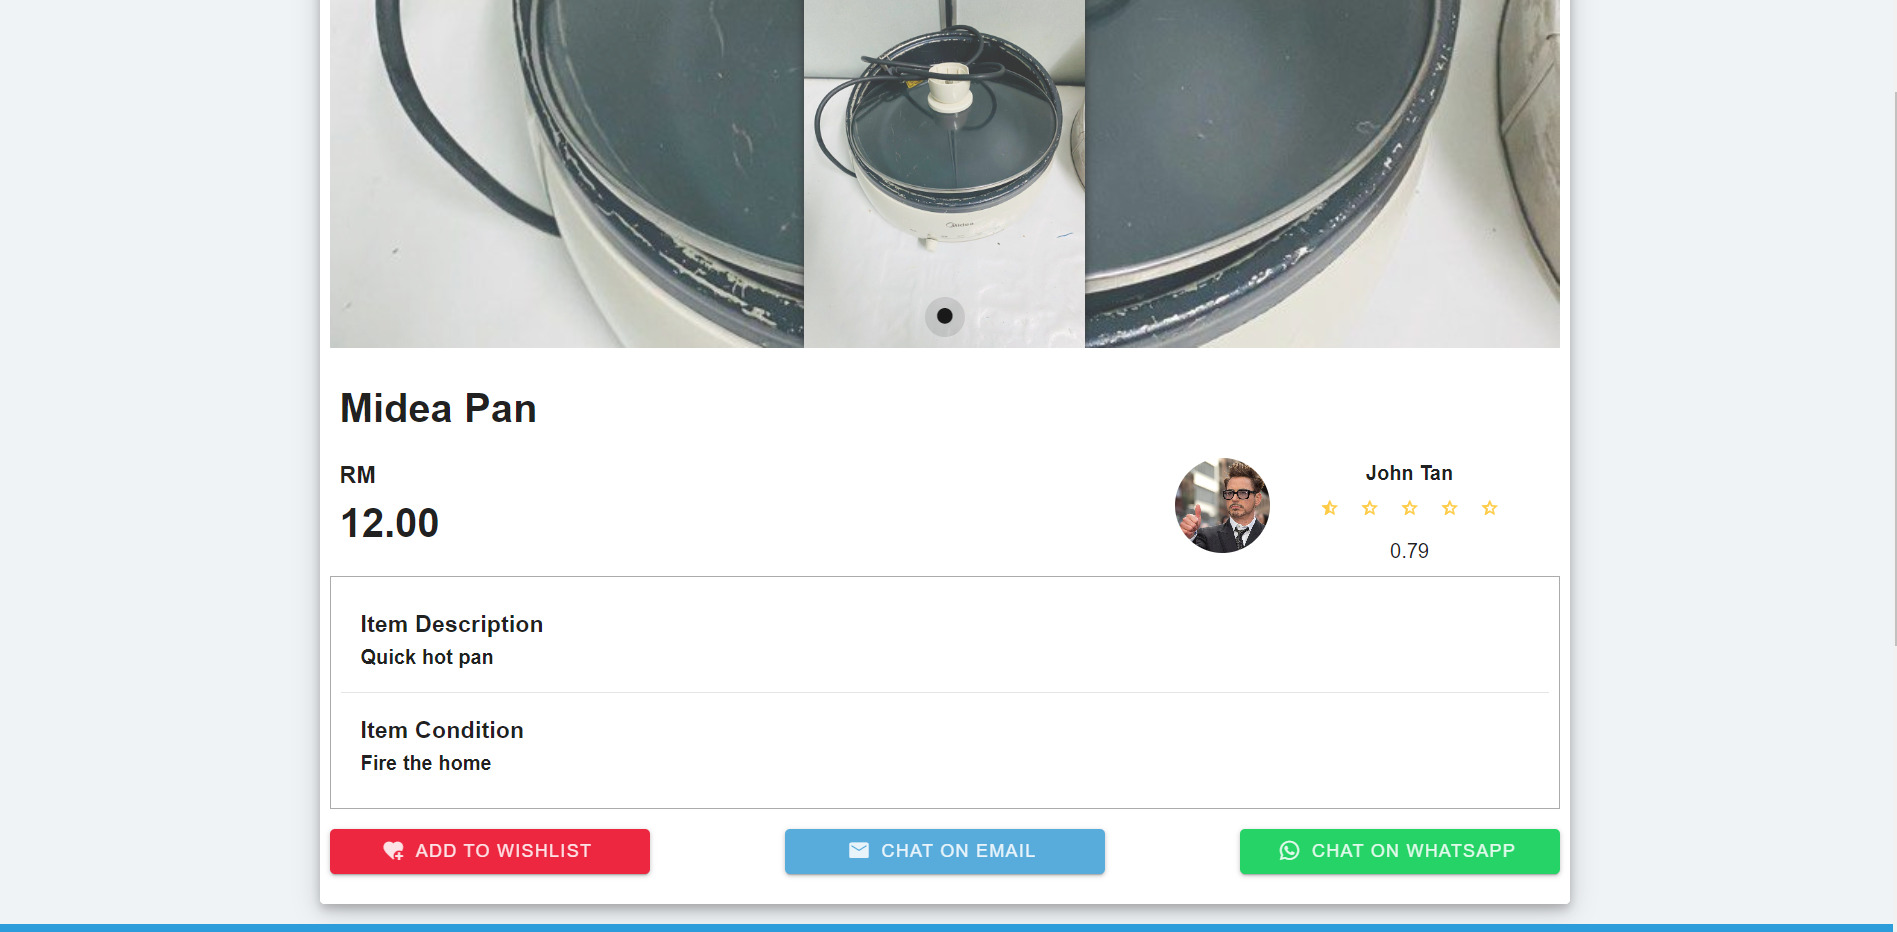 Midea
Midea Pan
RM
12.00
John Tan
0.79
Item Description
Quick hot pan
Item Condition
Fire the home
ADD TO WISHLIST
CHAT ON EMAIL
CHAT ON WHATSAPP